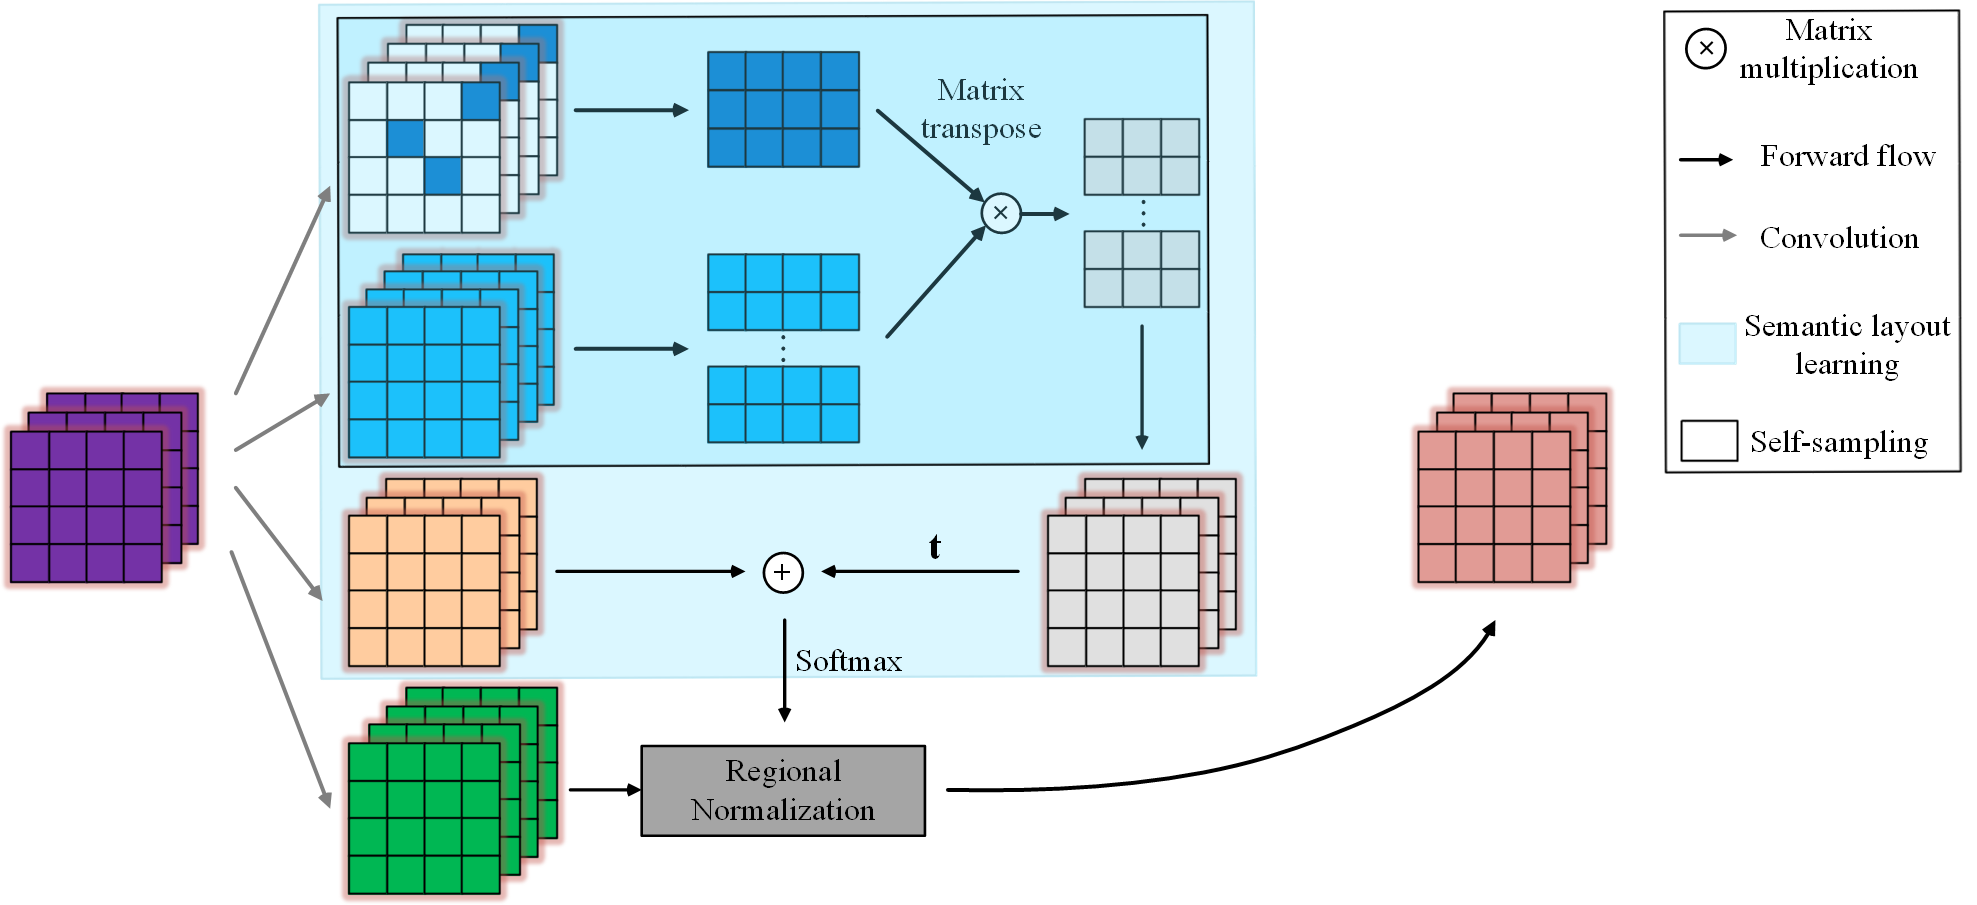 Matrix
transpose
t
Softmax
Regional
Normalization
Matrix
multiplication
Forward flow
Convolution
Semantic layout
learning
Self-sampling